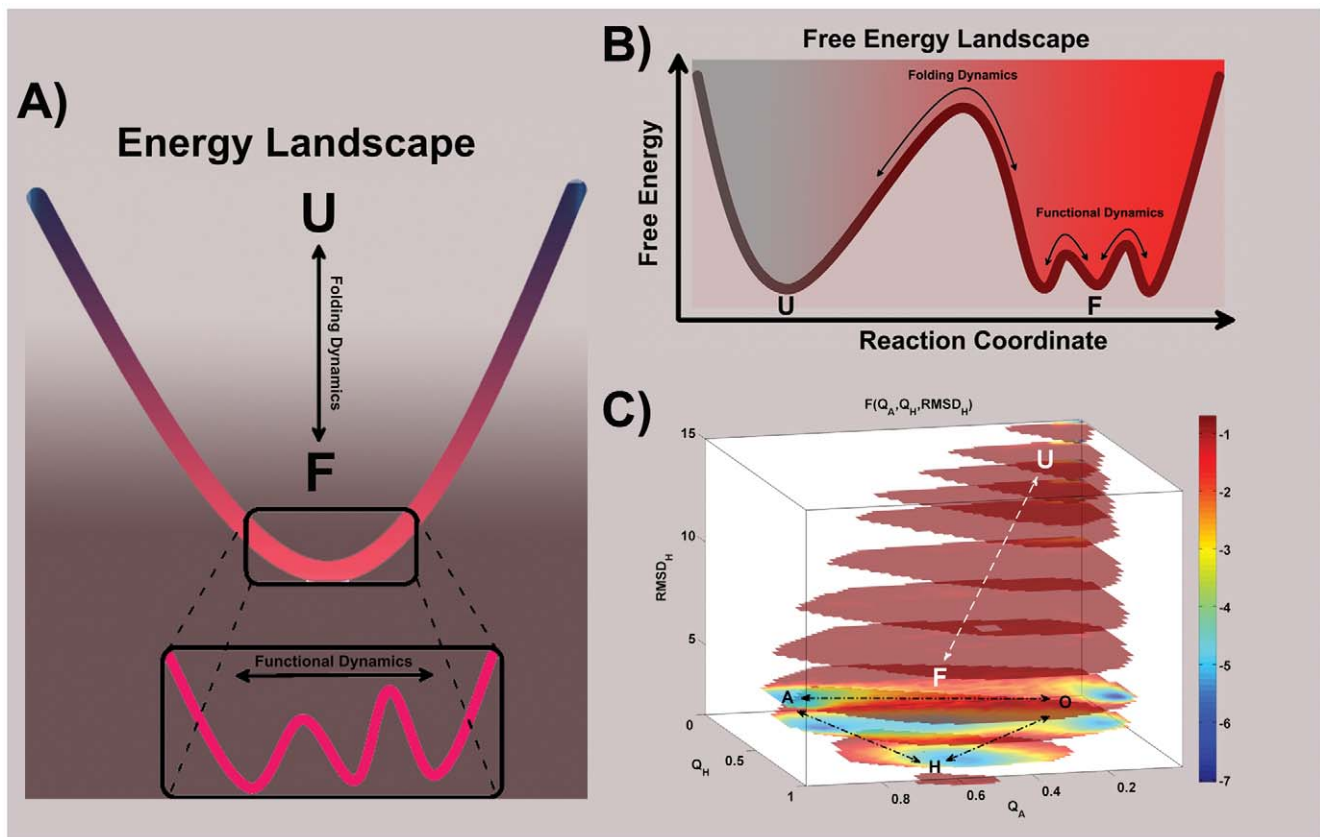 A)
Energy Landscape
U
Folding Dynamics
F
Functional Dynamics
B)
Free Energy Landscape
Folding Dynamics
Functional Dynamics
Free Energy
U
F
Reaction Coordinate
C)
F(Q_A,Q_H,RMSD_H)
15
10
5
0
RMSD_H
U
F
A
O
H
0.5
1
Q_H
0.8
0.6
0.4
0.2
Q_A
-1
-2
-3
-4
-5
-6
-7